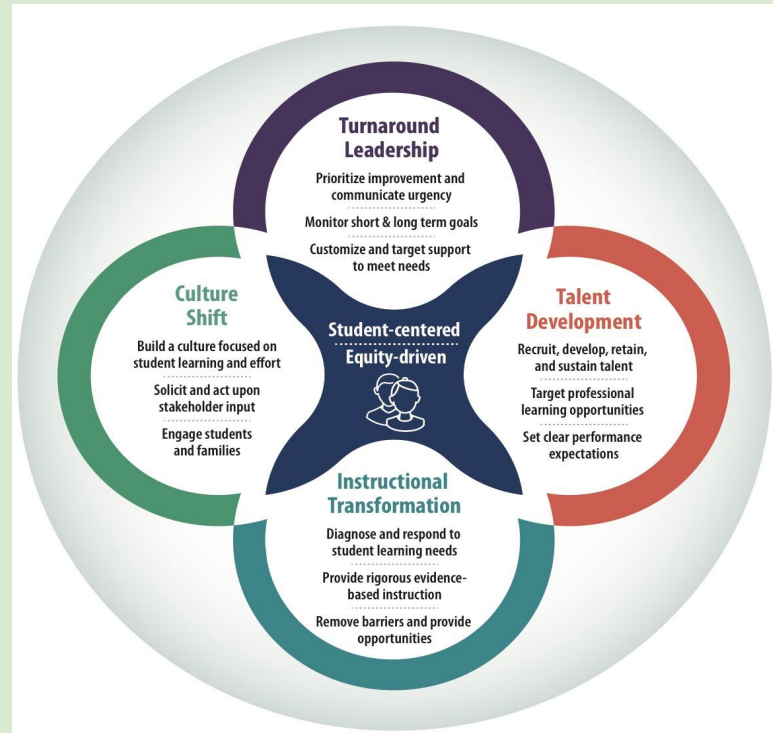 Turnaround
Leadership
Prioritize improvement and
communicate urgency
Monitor short & long term goals
Customize and target support
to meet needs
Culture
Shift
Build a culture focused on
student learning and effort
Solicit and act upon
stakeholder input
Engage students
and families
Student-centered
Equity-driven
Talent
Development
Recruit, develop, retain,
and sustain talent
Target professional
learning opportunities
Set clear performance
expectations
Instructional
Transformation
Diagnose and respond to
student learning needs
Provide rigorous evidence-
based instruction
Remove barriers and provide
opportunities